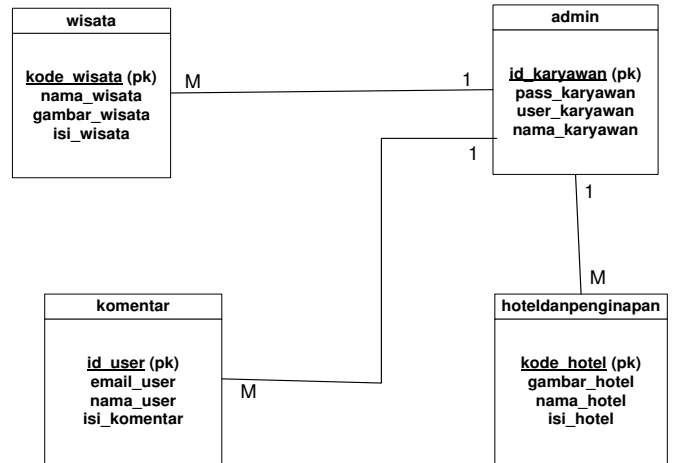 wisata
kode_wisata (pk)
nama_wisata
gambar_wisata
isi_wisata
M
1
admin
id_karyawan (pk)
pass_karyawan
user_karyawan
nama_karyawan
1
1
M
komentar
id_user (pk)
email_user
nama_user
isi_komentar
M
hoteldanpenginapan
kode_hotel (pk)
gambar_hotel
nama_hotel
isi_hotel